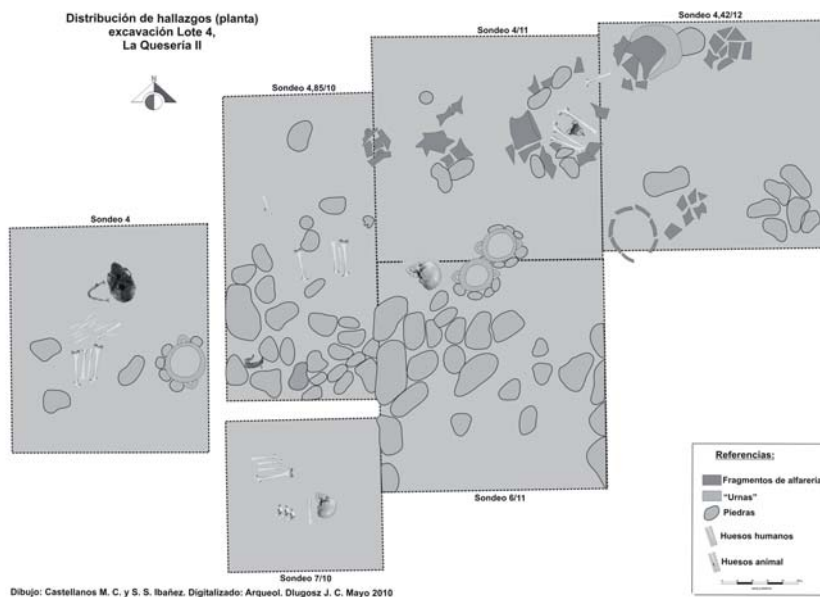 Distribución de hallazgos (planta)
excavación Lote 4,
La Quesería II
N
Sondeo 4,42/12
Sondeo 4/11
Sondeo 4,85/10
Sondeo 4
Sondeo 6/11
Sondeo 7/10
Referencias:
Fragmentos de alfarería
"Urnas"
Piedras
Huesos humanos
Huesos animal
Dibujo: Castellanos M. C. y S. S. Ibañez. Digitalizado: Arqueol. Dlugosz J. C. Mayo 2010